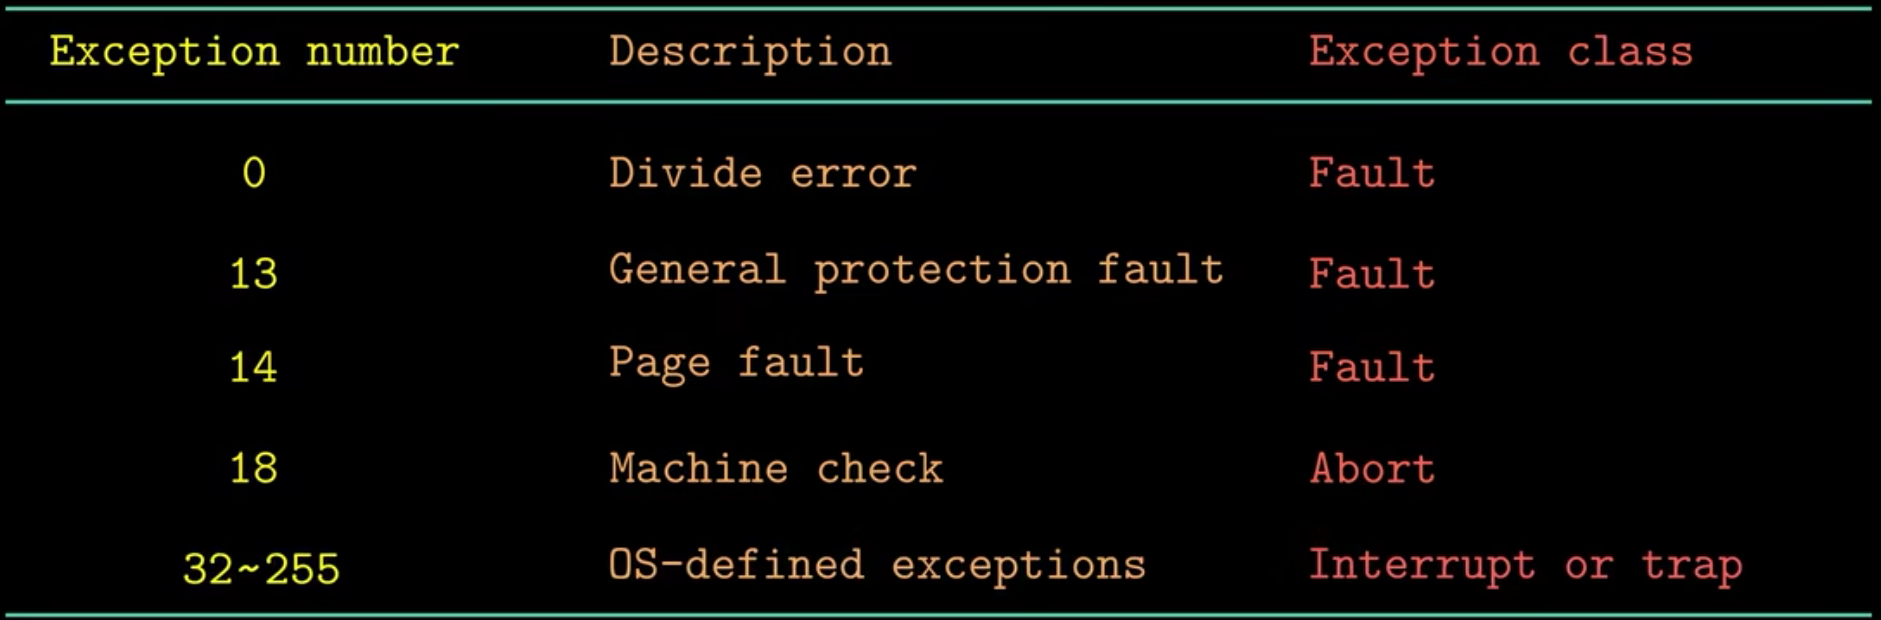 Exception number Description Exception class
0 Divide error Fault
13 General protection fault Fault
14 Page fault Fault
18 Machine check Abort
32~255 OS-defined exceptions Interrupt or trap